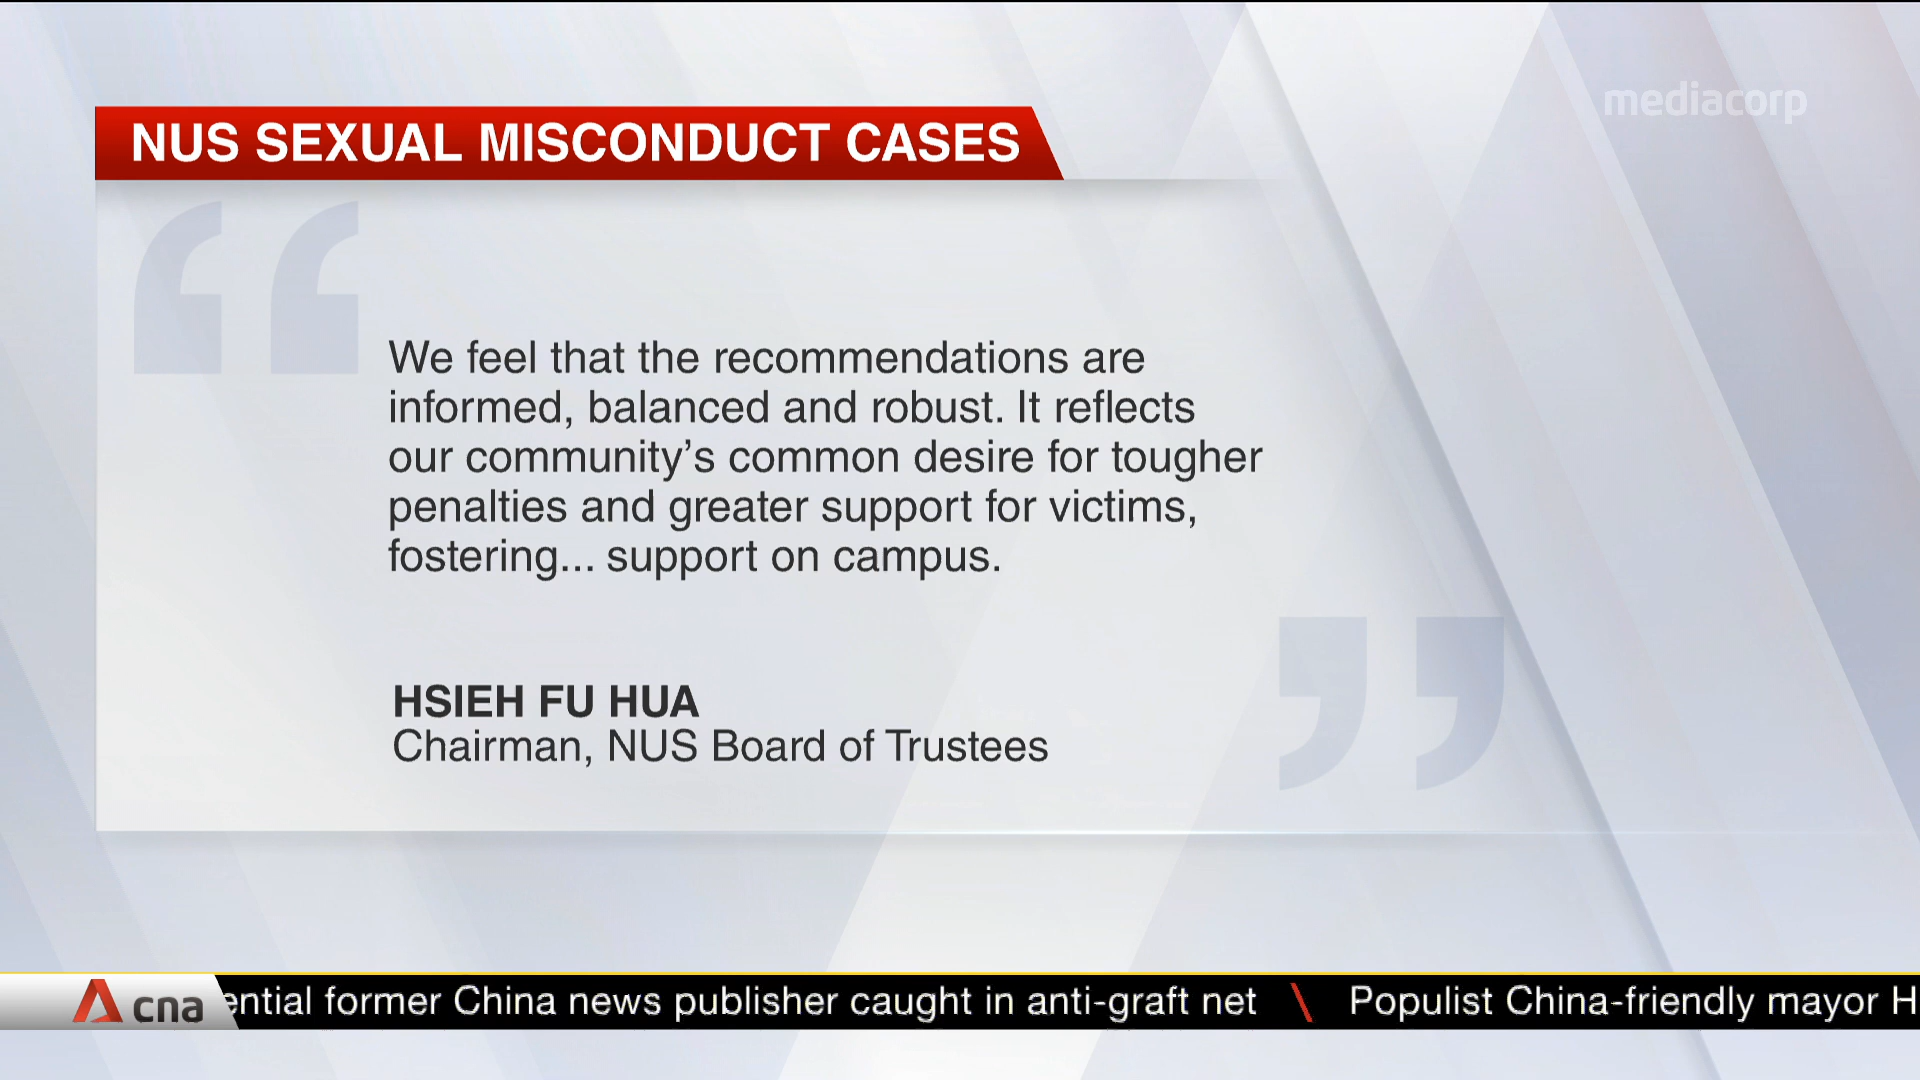 mediacorp
NUS SEXUAL MISCONDUCT CASES
We feel that the recommendations are
informed, balanced and robust. It reflects
our community’s common desire for tougher
penalties and greater support for victims,
fostering... support on campus.
HSIEH FU HUA
Chairman, NUS Board of Trustees
cna
ential former China news publisher caught in anti-graft net \ Populist China-friendly mayor H